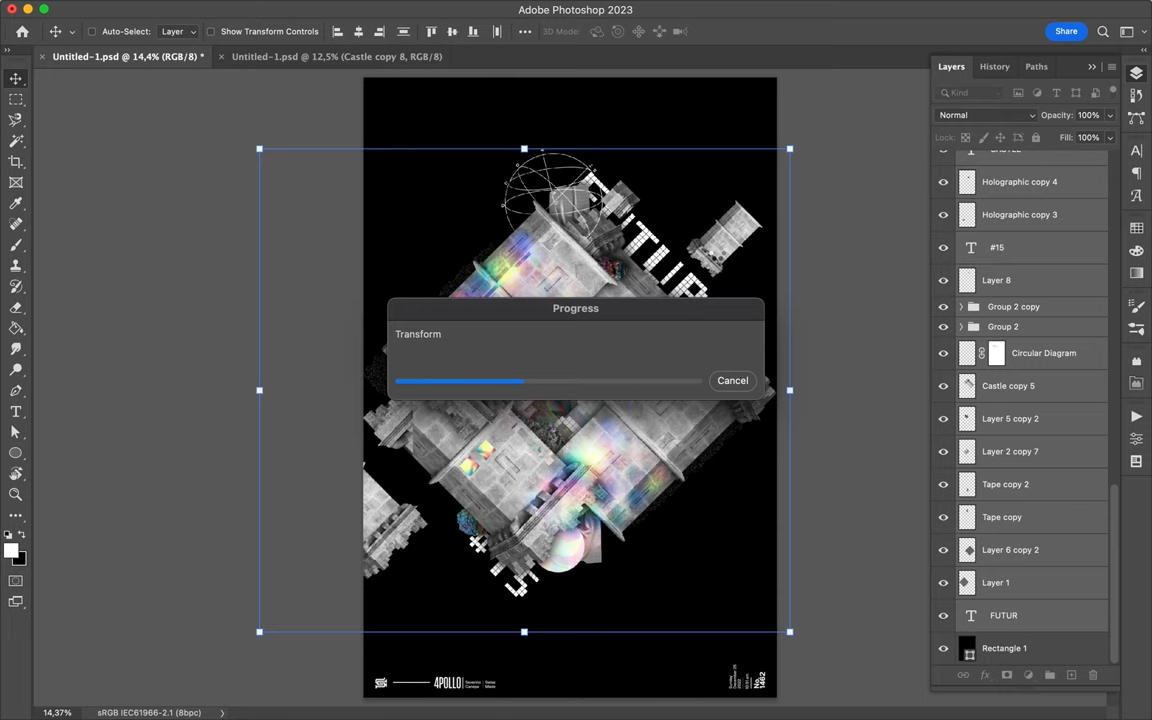 Adobe Photoshop 2023
Auto-Select: Layer Show Transform Controls 3D Mode: Share
Untitled-1.psd @ 14,4% (RGB/8) * Untitled-1.psd @ 12,5% (Castle copy 8, RGB/8)
Layers History Paths
Kind
Normal Opacity: 100%
Lock: Fill: 100%
Holographic copy 4
Holographic copy 3
#15
Layer 8
Group 2 copy
Group 2
Circular Diagram
Castle copy 5
Layer 5 copy 2
Layer 2 copy 7
Tape copy 2
Tape copy
Layer 6 copy 2
Layer 1
FUTUR
Rectangle 1
Progress
Transform
Cancel
4POLLO
No. 1462
14,37% sRGB IEC61966-2.1 (8bpc)